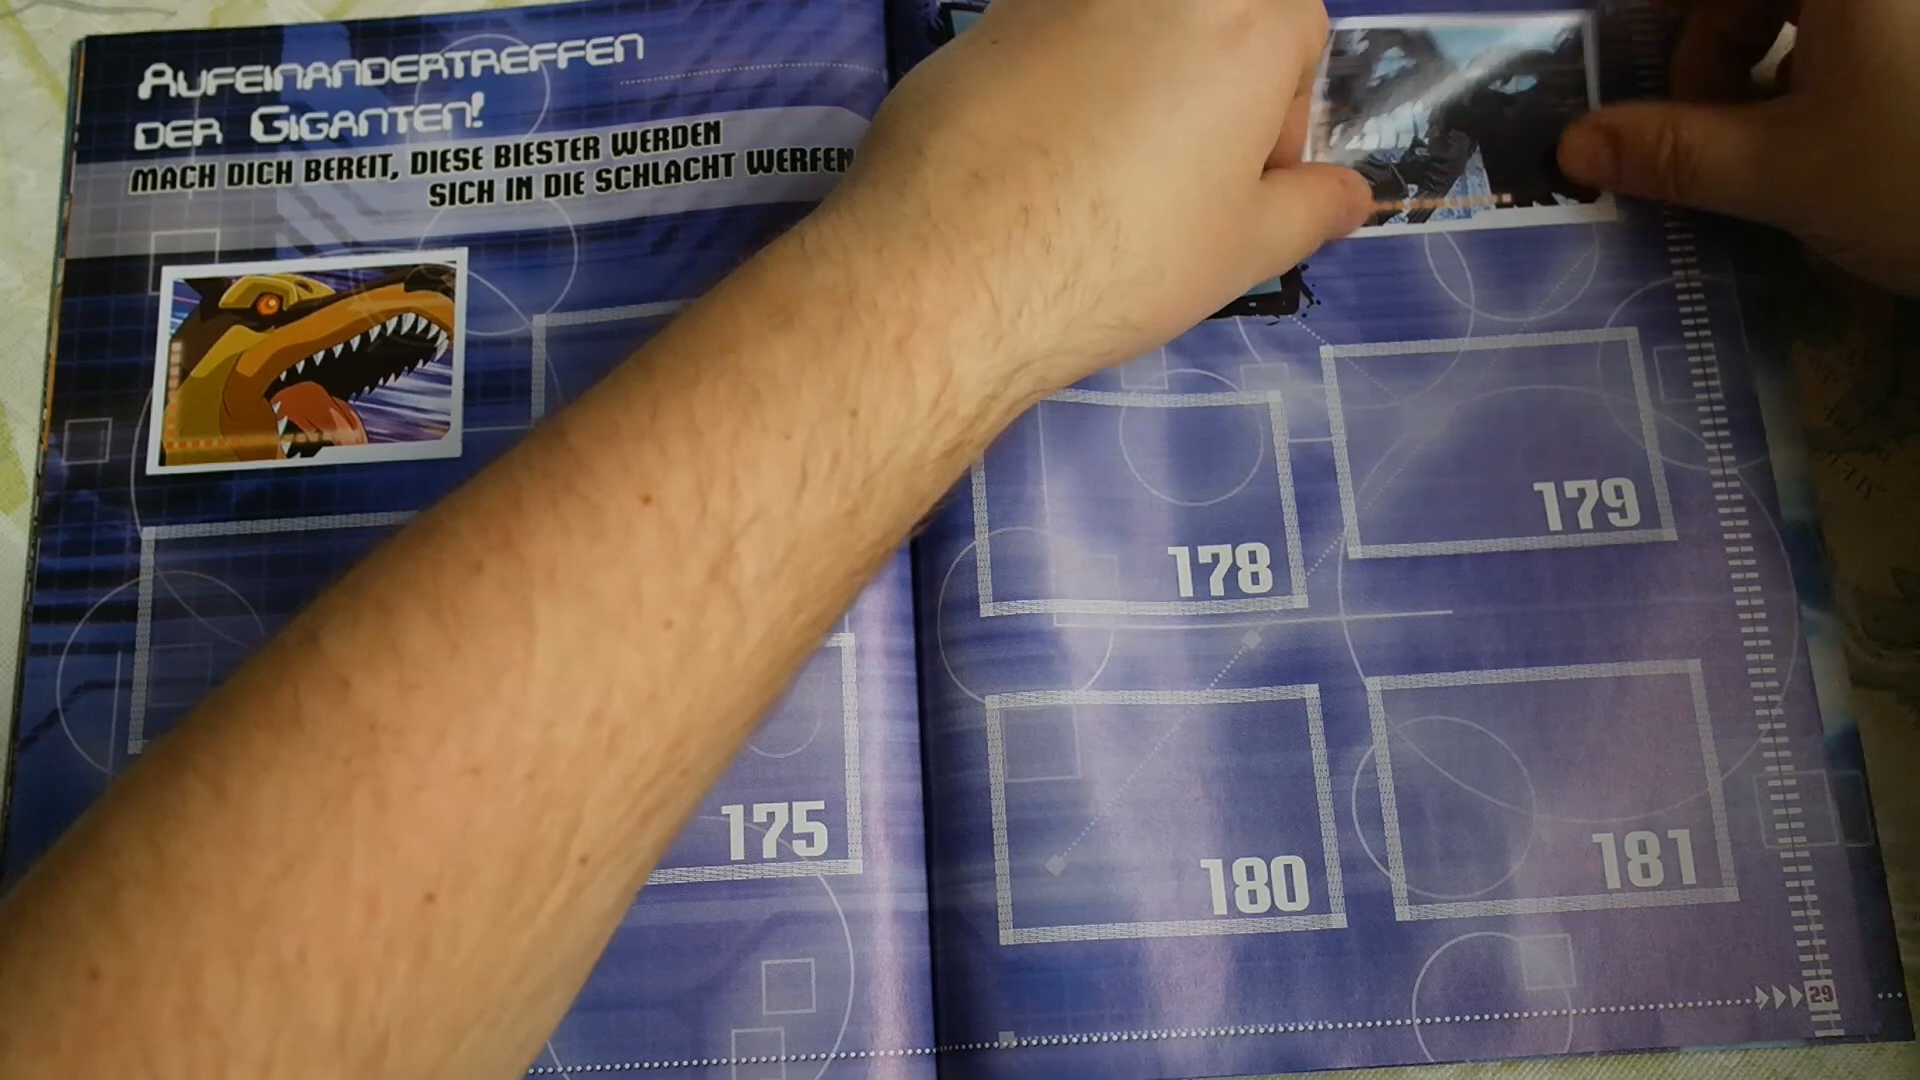 AUFEINANDERTREFFEN
DER GIGANTEN!
MACH DICH BEREIT, DIESE BIESTER WERDEN
SICH IN DIE SCHLACHT WERFEN
175
178
179
180
181
29